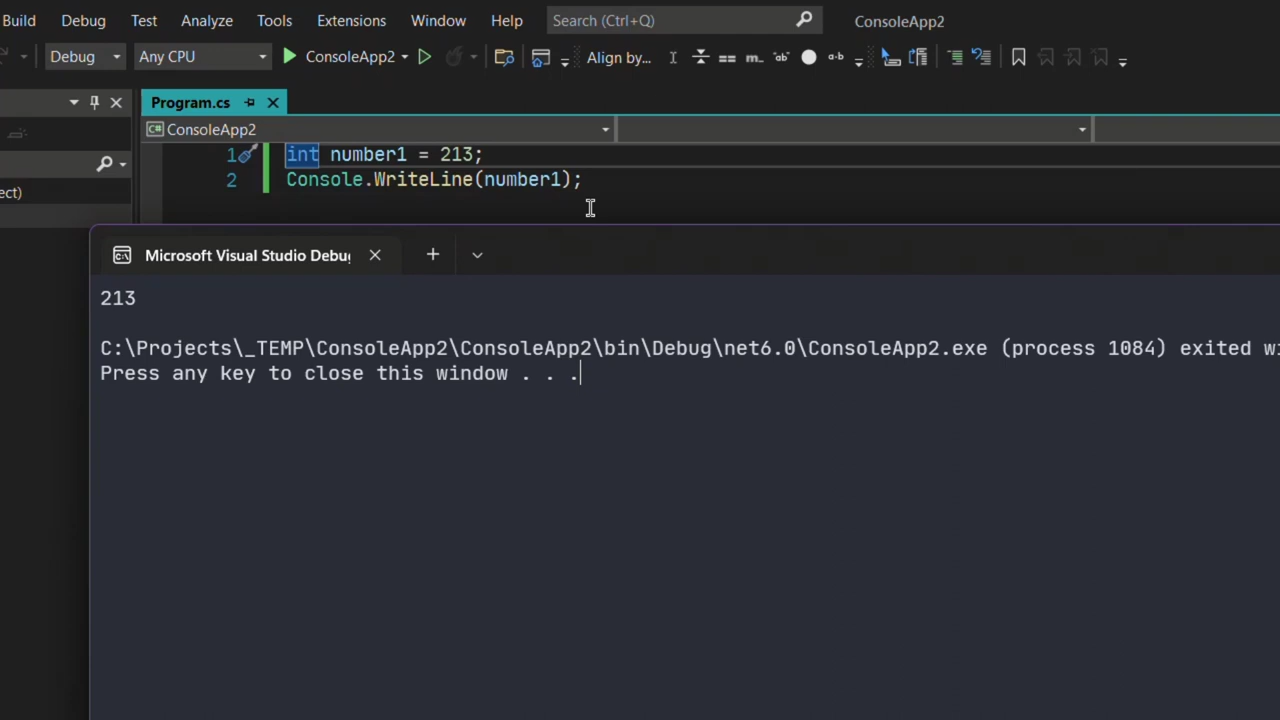 Build Debug Test Analyze Tools Extensions Window Help Search (Ctrl+Q) ConsoleApp2
Debug Any CPU ConsoleApp2 Align by...
Program.cs
C# ConsoleApp2
1 int number1 = 213;
2 Console.WriteLine(number1);
ect)
Microsoft Visual Studio Debu
213
C:\Projects\_TEMP\ConsoleApp2\ConsoleApp2\bin\Debug\net6.0\ConsoleApp2.exe (process 1084) exited wi
Press any key to close this window . . .